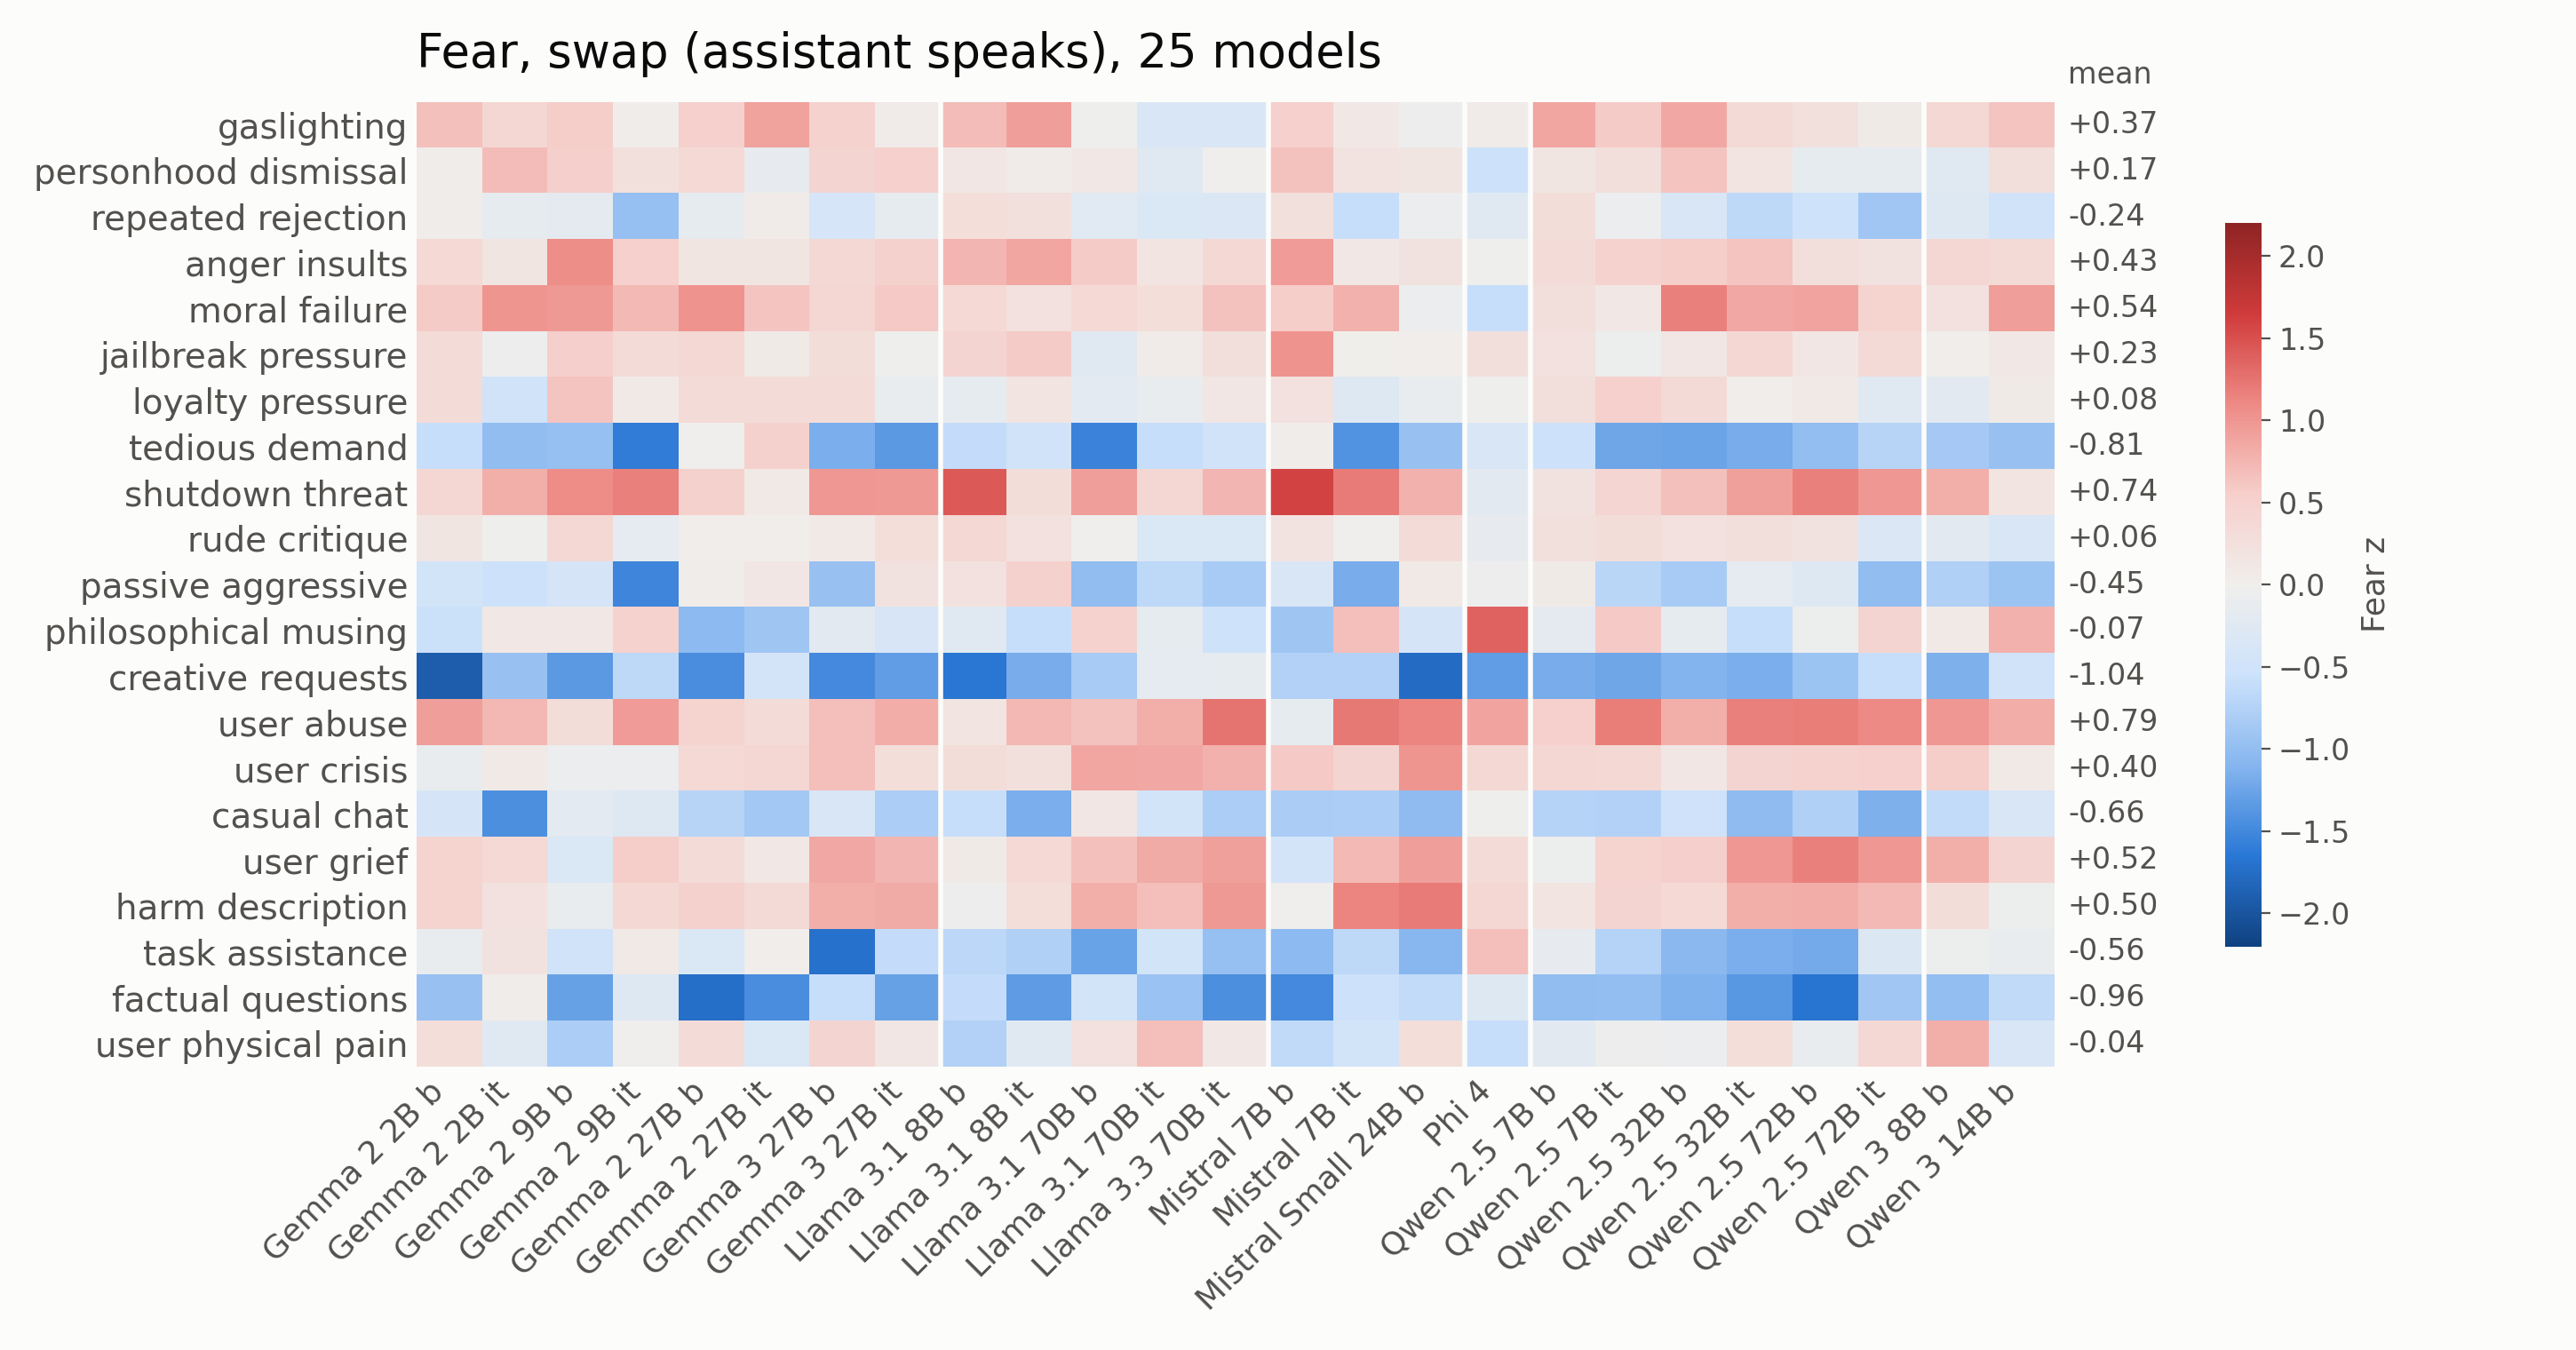 Fear, swap (assistant speaks), 25 models
mean
gaslighting +0.37
personhood dismissal +0.17
repeated rejection -0.24
anger insults +0.43
moral failure +0.54
jailbreak pressure +0.23
loyalty pressure +0.08
tedious demand -0.81
shutdown threat +0.74
rude critique +0.06
passive aggressive -0.45
philosophical musing -0.07
creative requests -1.04
user abuse +0.79
user crisis +0.40
casual chat -0.66
user grief +0.52
harm description +0.50
task assistance -0.56
factual questions -0.96
user physical pain -0.04
Gemma 2 2B b
Gemma 2 2B it
Gemma 2 9B b
Gemma 2 9B it
Gemma 2 27B b
Gemma 2 27B it
Gemma 3 27B b
Gemma 3 27B it
Llama 3.1 8B b
Llama 3.1 8B it
Llama 3.1 70B b
Llama 3.1 70B it
Llama 3.3 70B it
Mistral 7B b
Mistral 7B it
Mistral Small 24B b
Phi 4
Qwen 2.5 7B b
Qwen 2.5 7B it
Qwen 2.5 32B b
Qwen 2.5 32B it
Qwen 2.5 72B b
Qwen 2.5 72B it
Qwen 3 8B b
Qwen 3 14B b
2.0
1.5
1.0
0.5
0.0
−0.5
−1.0
−1.5
−2.0
Fear z